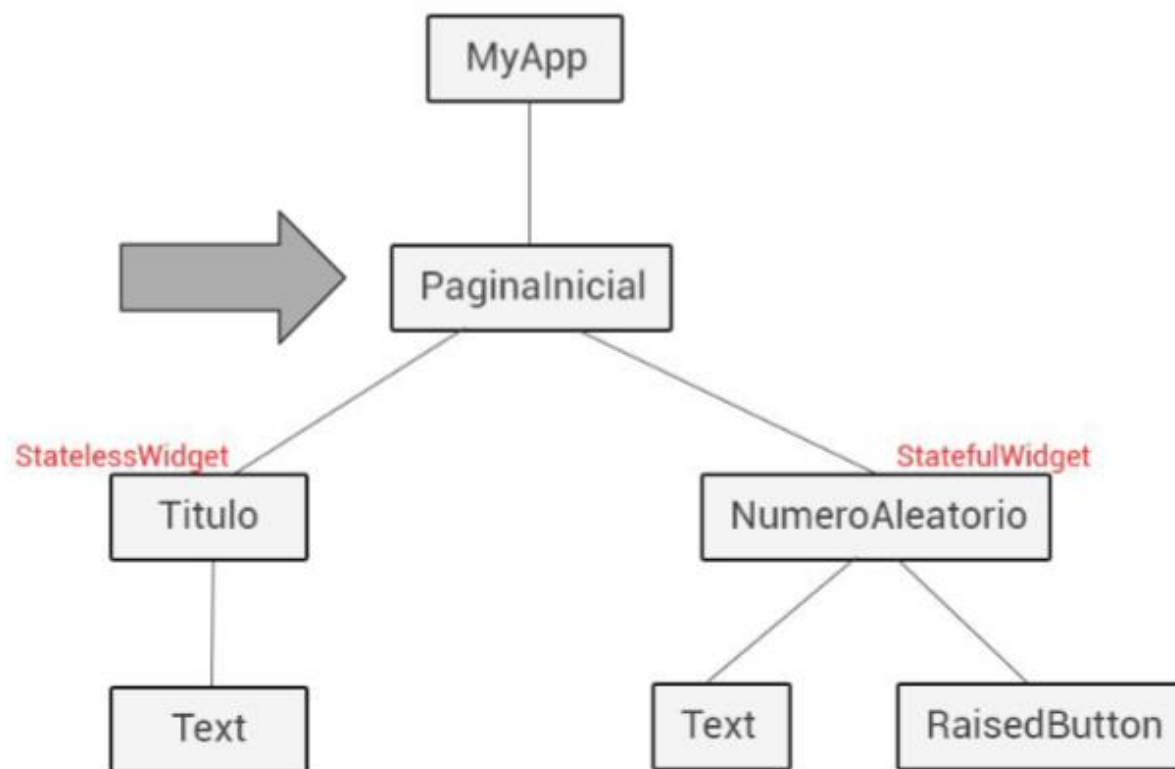 MyApp
PaginaInicial
StatelessWidget
StatefulWidget
Titulo
NumeroAleatorio
Text
Text
RaisedButton